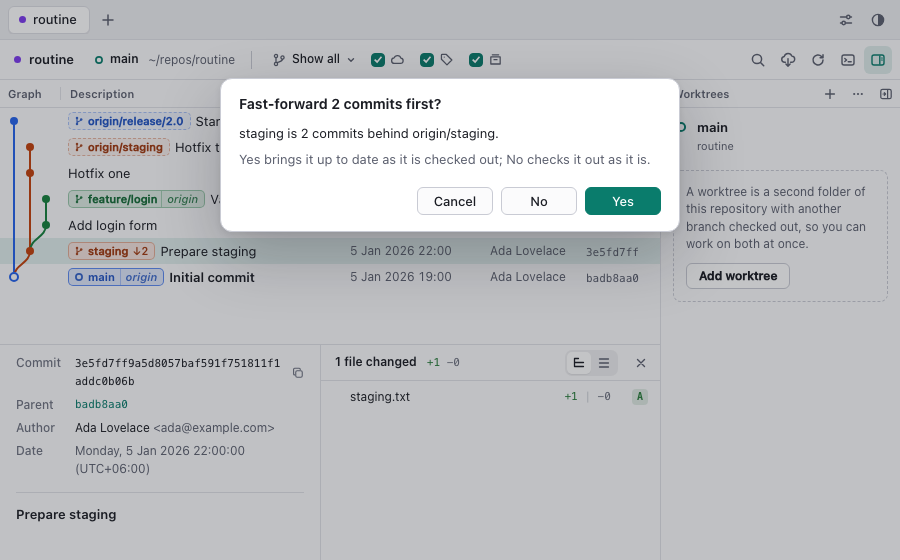 routine
routine
main
~/repos/routine
Show all
Graph
Description
Worktrees
origin/release/2.0
Star
origin/staging
Hotfix t
Hotfix one
feature/login
origin
Add login form
staging ↓2
Prepare staging
5 Jan 2026 22:00
Ada Lovelace
3e5fd7ff
main
origin
Initial commit
5 Jan 2026 19:00
Ada Lovelace
badb8aa0
Fast-forward 2 commits first?
staging is 2 commits behind origin/staging.
Yes brings it up to date as it is checked out; No checks it out as it is.
Cancel
No
Yes
main
routine
A worktree is a second folder of
this repository with another
branch checked out, so you can
work on both at once.
Add worktree
Commit
3e5fd7ff9a5d8057baf591f751811f1
addc0b06b
Parent
badb8aa0
Author
Ada Lovelace <ada@example.com>
Date
Monday, 5 Jan 2026 22:00:00
(UTC+06:00)
Prepare staging
1 file changed
+1 −0
staging.txt
+1
−0
A